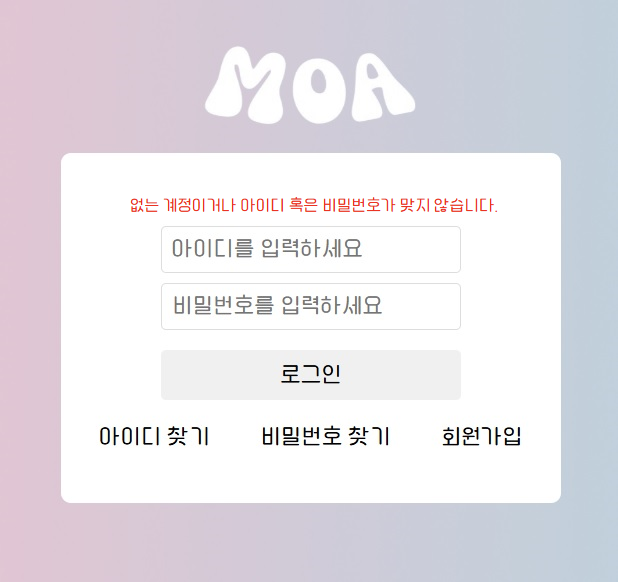 MOA
없는 계정이거나 아이디 혹은 비밀번호가 맞지 않습니다.
아이디를 입력하세요
비밀번호를 입력하세요
로그인
아이디 찾기 비밀번호 찾기 회원가입